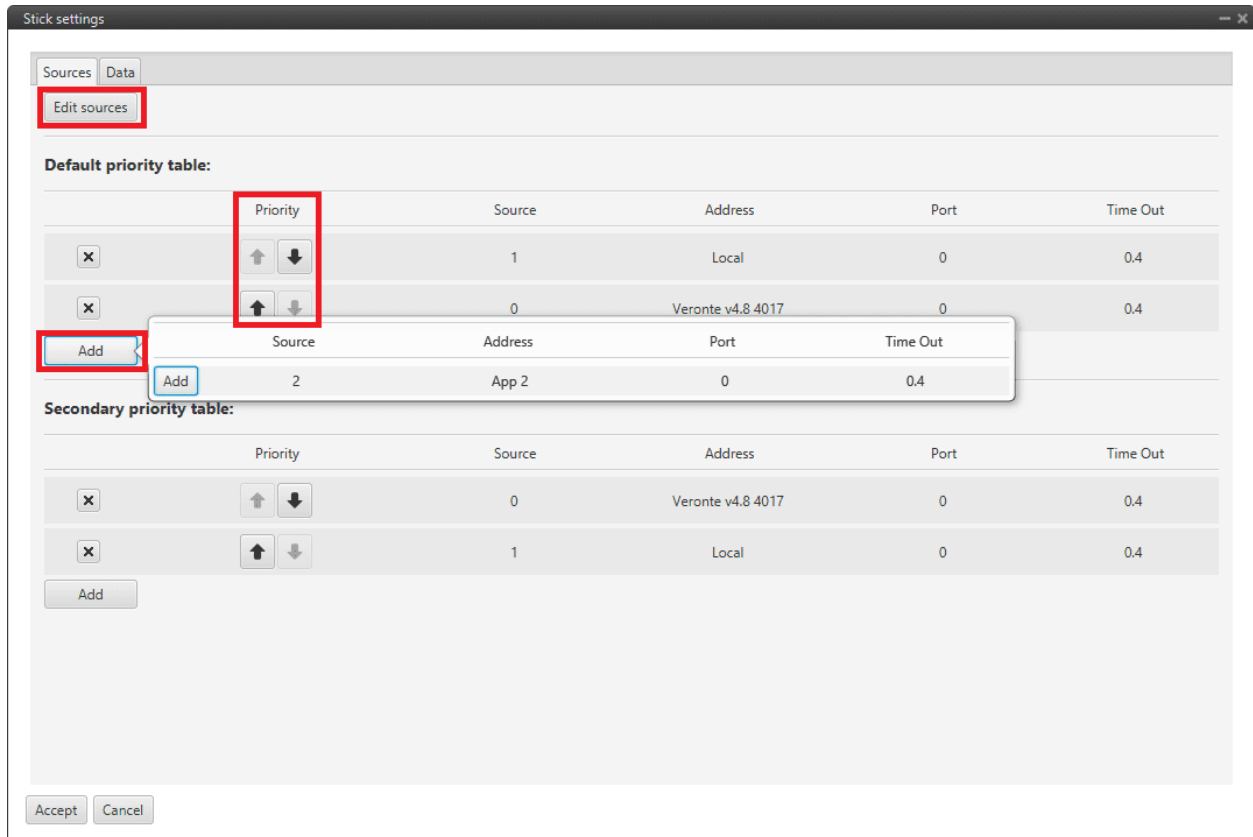 Stick settings
Sources Data
Edit sources
Default priority table:
Priority Source Address Port Time Out
1 Local 0 0.4
0 Veronte v4.8 4017 0 0.4
Add
Source Address Port Time Out
Add 2 App 2 0 0.4
Secondary priority table:
Priority Source Address Port Time Out
0 Veronte v4.8 4017 0 0.4
1 Local 0 0.4
Add
Accept Cancel